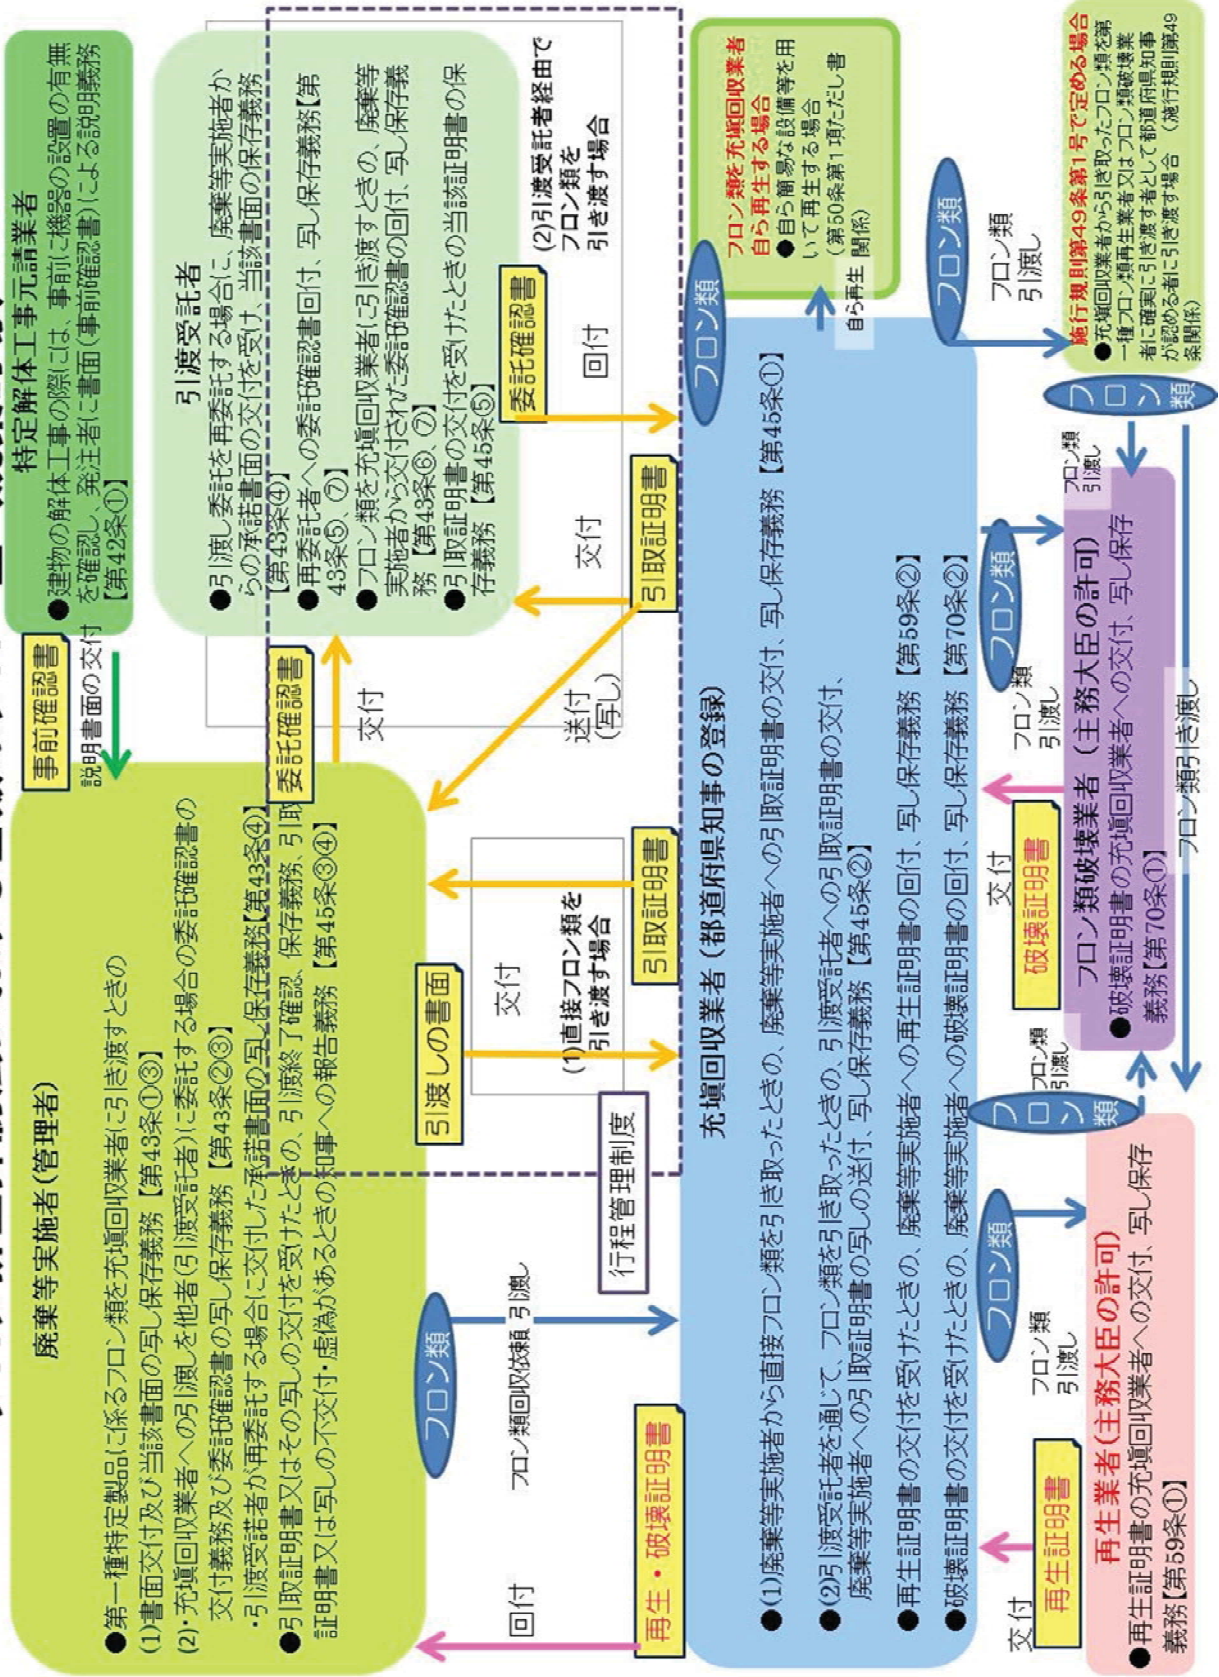 廃棄等実施者(管理者)
●第一種特定製品に係るフロン類を充塡回収業者に引き渡すときの
(1)書面交付及び当該書面の写し保存義務【第43条①③】
(2)・充塡回収業者への引渡しを他者(引渡受託者)に委託する場合の委託確認書の
交付義務及び委託確認書の写し保存義務【第43条②③】
・引渡受託者が再委託する場合に交付した承諾書面の写し保存義務【第43条④】
●引取証明書又はその写しの交付を受けたときの、引渡終了確認、保存義務、引取
証明書又は写しの不交付・虚偽があるときの知事への報告義務【第45条③④】
事前確認書
説明書面の交付
特定解体工事元請業者
●建物の解体工事の際には、事前に機器の設置の有無
を確認し、発注者に書面(事前確認書)による説明義務
【第42条①】
引渡受託者
●引渡し委託を再委託する場合に、廃棄等実施者か
らの承諾書面の交付を受け、当該書面の保存義務
【第43条④】
●再委託者への委託確認書回付、写し保存義務【第
43条⑤、⑦】
●フロン類を充塡回収業者に引き渡すときの、廃棄等
実施者から交付された委託確認書の回付、写し保存義
務【第43条⑥、⑦】
●引取証明書の交付を受けたときの当該証明書の保
存義務【第45条⑤】
委託確認書
交付
送付
(写し)
交付
引取証明書
委託確認書
回付
(2)引渡受託者経由で
フロン類を
引き渡す場合
回付
再生・破壊証明書
フロン類
フロン類回収依頼 引渡し
行程管理制度
引渡しの書面
交付
(1)直接フロン類を
引き渡す場合
引取証明書
充塡回収業者(都道府県知事の登録)
●(1)廃棄等実施者から直接フロン類を引き取ったときの、廃棄等実施者への引取証明書の交付、写し保存義務【第45条①】
●(2)引渡受託者を通じて、フロン類を引き取ったときの、引渡受託者への引取証明書の交付、
廃棄等実施者への引取証明書の写しの送付、写し保存義務【第45条②】
●再生証明書の交付を受けたときの、廃棄等実施者への再生証明書の回付、写し保存義務【第59条②】
●破壊証明書の交付を受けたときの、廃棄等実施者への破壊証明書の回付、写し保存義務【第70条②】
フロン類
フロン類を充塡回収業者
自ら再生する場合
●自ら簡易な設備等を用
いて再生する場合
(第50条第1項ただし書
関係)
自ら再生
フロン類
フロン類
引渡し
施行規則第49条第1号で定める場合
●充塡回収業者から引き取ったフロン類を第
一種フロン類再生業者又はフロン類破壊業
者に確実に引き渡す者として都道府県知事
が認める者に引き渡す場合 (施行規則第49
条関係)
交付
再生証明書
フロン類
フロン類
引渡し
再生業者(主務大臣の許可)
●再生証明書の充塡回収業者への交付、写し保存
義務【第59条①】
フロン類
フロン類
引渡し
交付
破壊証明書
フロン類
フロン類
引渡し
フロン類破壊業者(主務大臣の許可)
●破壊証明書の充塡回収業者への交付、写し保存
義務【第70条①】
フロン類
フロン類
引渡し
フロン類引き渡し